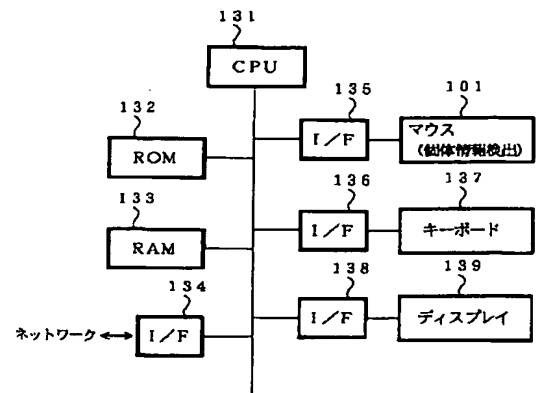 131
CPU
132
ROM
133
RAM
134
ネットワーク
I/F
135
I/F
101
マウス
(個体情報検出)
136
I/F
137
キーボード
138
I/F
139
ディスプレイ